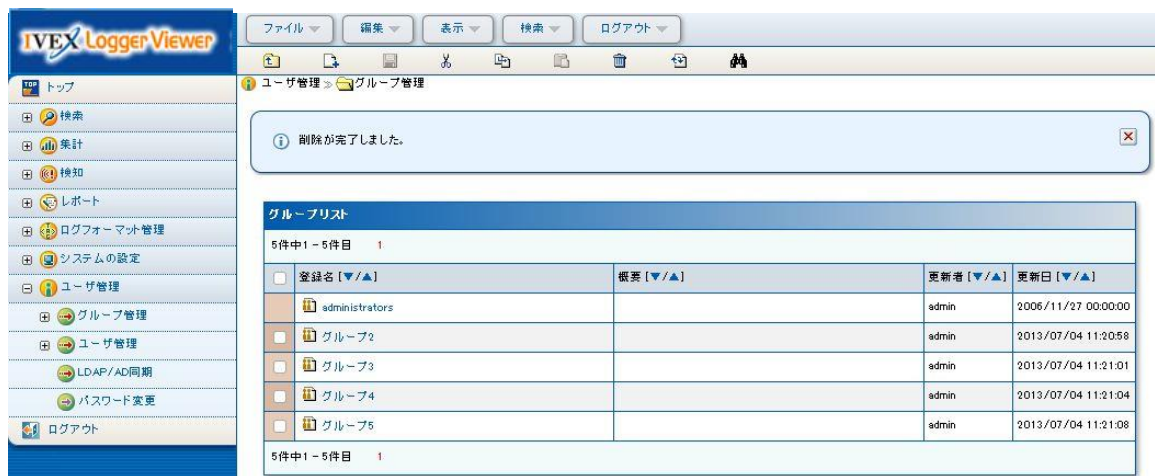 IVEX Logger Viewer
ファイル 編集 表示 検索 ログアウト
TOP トップ
検索
集計
検知
レポート
ログフォーマット管理
システムの設定
ユーザ管理
グループ管理
ユーザ管理
LDAP/AD同期
パスワード変更
ログアウト
ユーザ管理 ≫ グループ管理
削除が完了しました。
グループリスト
5件中1-5件目 1
登録名 [▼/▲] 概要 [▼/▲] 更新者 [▼/▲] 更新日 [▼/▲]
administrators admin 2006/11/27 00:00:00
グループ2 admin 2013/07/04 11:20:58
グループ3 admin 2013/07/04 11:21:01
グループ4 admin 2013/07/04 11:21:04
グループ5 admin 2013/07/04 11:21:08
5件中1-5件目 1